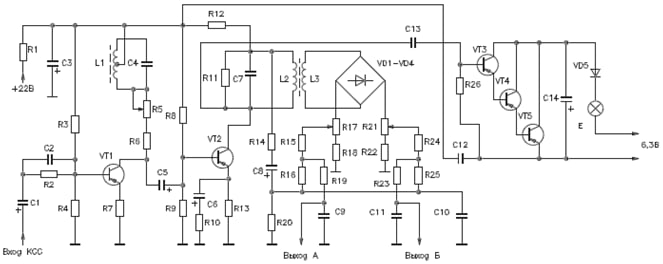 R12
C13
R1
C3
L1
C4
R11
C7
L2
L3
VD1-VD4
VT3
VD5
+22В
R26
VT4
C14
R5
R3
R8
VT5
E
R6
VT2
R14
R15
R17
R21
R24
C12
6,3В
C2
VT1
R18
R22
R2
C5
C8
R16
R19
R23
R25
C1
R4
R7
R9
C6
R13
R10
R20
C9
C11
C10
Вход КСС
Выход А
Выход Б